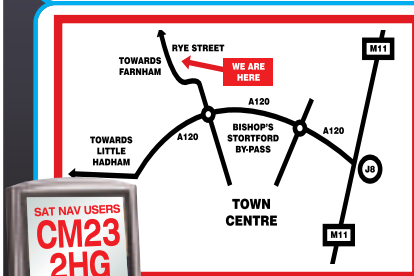 M11
RYE STREET
TOWARDS
FARNHAM
WE ARE
HERE
A120
A120
BISHOP'S
STORTFORD
BY-PASS
A120
TOWARDS
LITTLE
HADHAM
J8
TOWN
CENTRE
M11
SAT NAV USERS
CM23
2HG